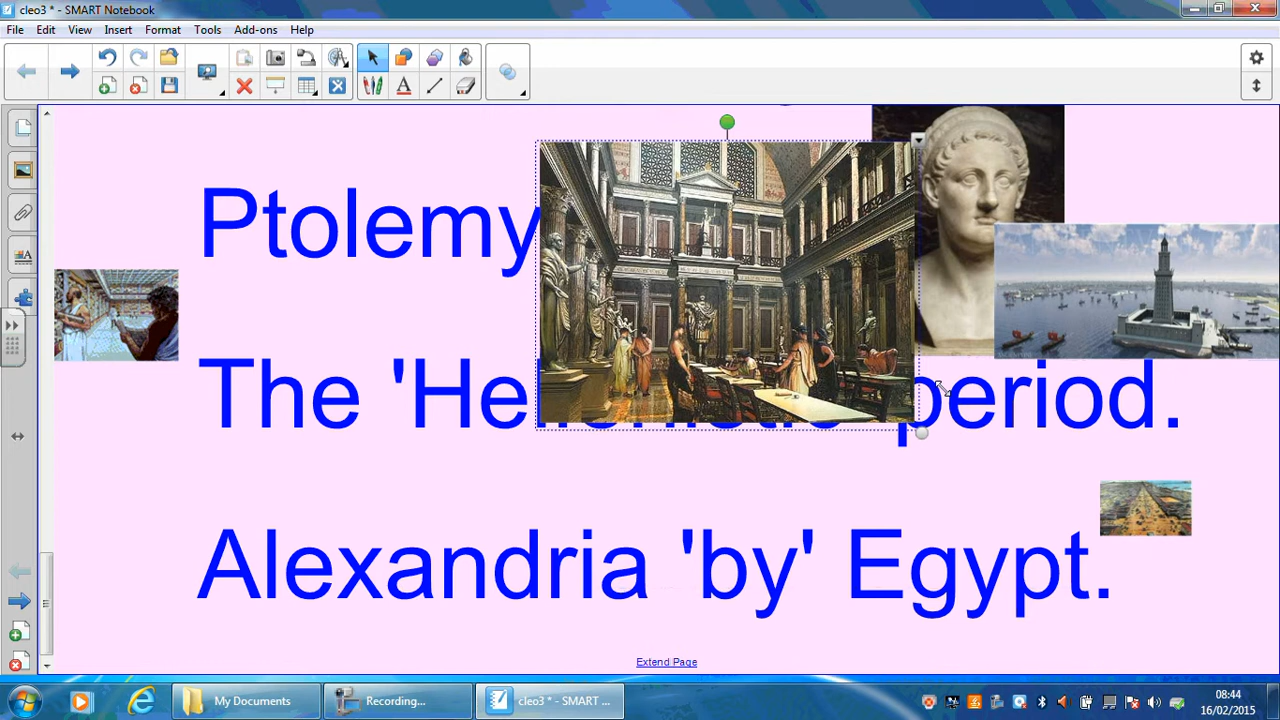 cleo3 * - SMART Notebook
File Edit View Insert Format Tools Add-ons Help
Ptolemy
The 'Hellenistic' period.
Alexandria 'by' Egypt.
Extend Page
My Documents
Recording...
cleo3 * - SMART ...
08:44
16/02/2015